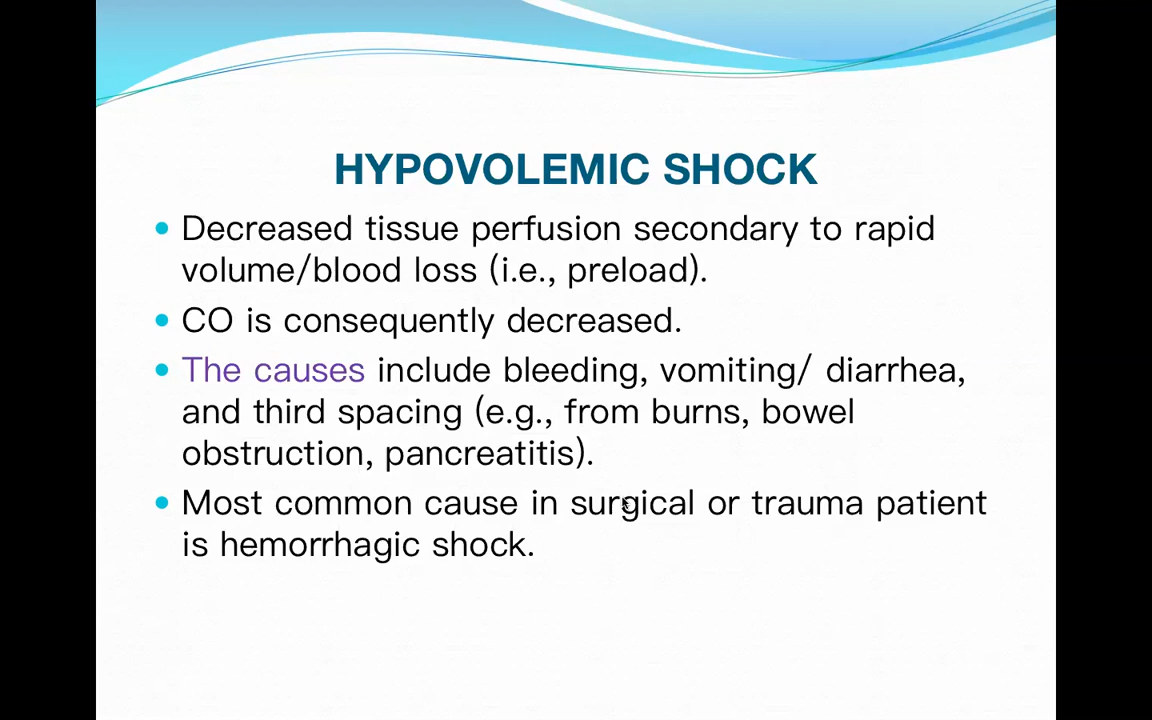 HYPOVOLEMIC SHOCK
• Decreased tissue perfusion secondary to rapid
volume/blood loss (i.e., preload).
• CO is consequently decreased.
• The causes include bleeding, vomiting/ diarrhea,
and third spacing (e.g., from burns, bowel
obstruction, pancreatitis).
• Most common cause in surgical or trauma patient
is hemorrhagic shock.